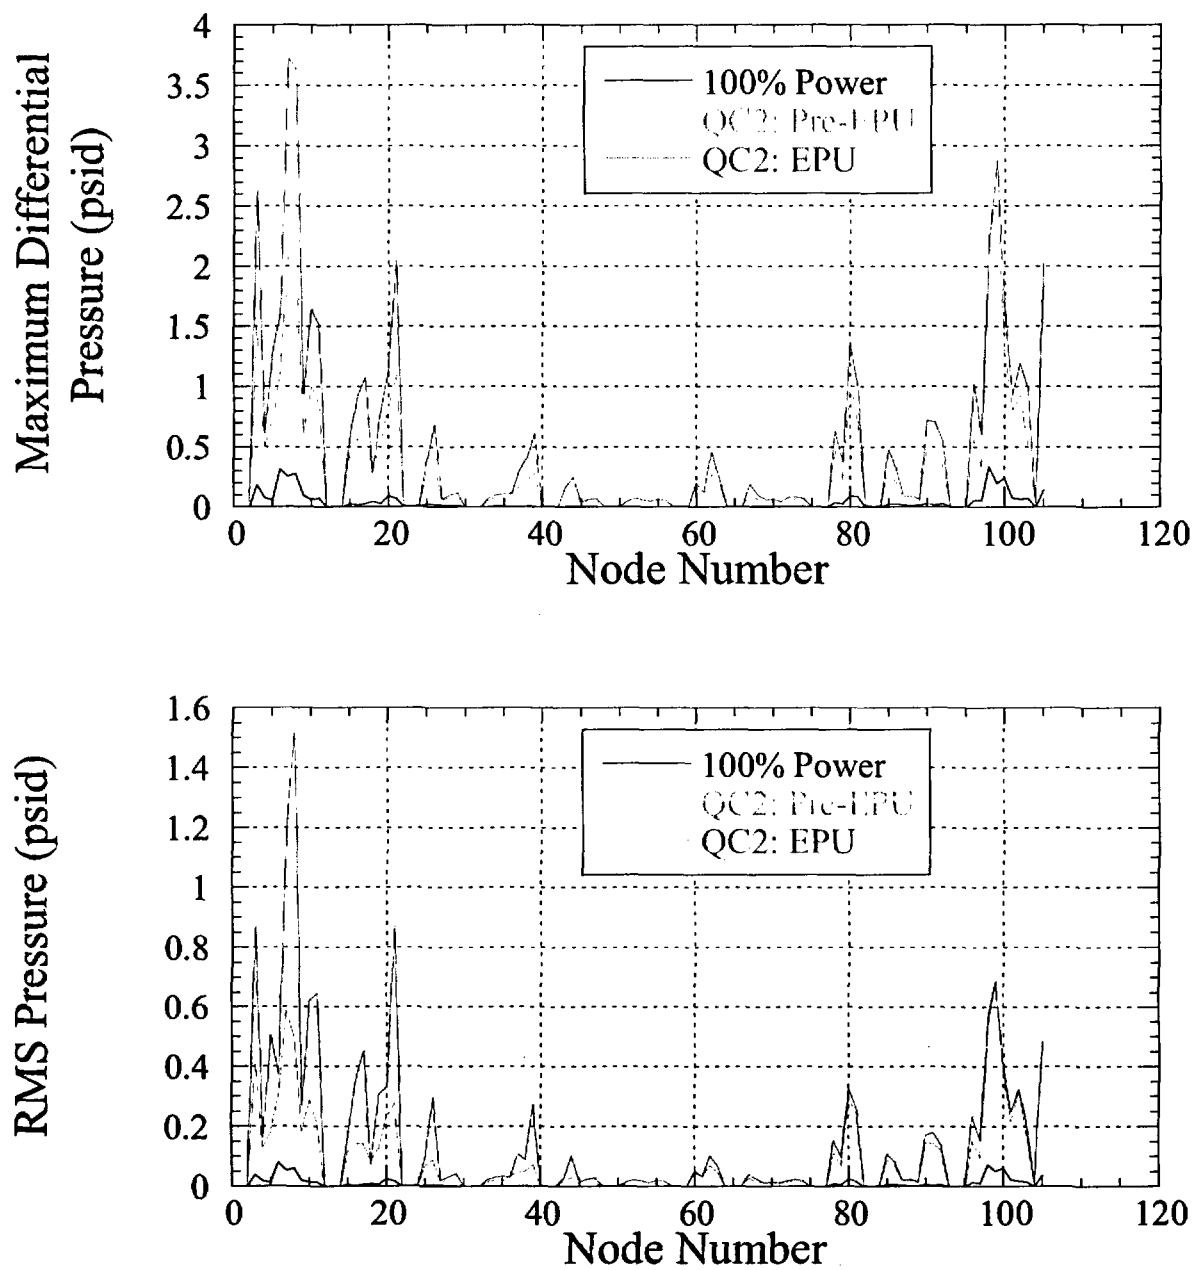 Maximum Differential
Pressure (psid)
4
3.5
3
2.5
2
1.5
1
0.5
0
100% Power
QC2: Pre-EPU
QC2: EPU
0 20 40 60 80 100 120
Node Number
RMS Pressure (psid)
1.6
1.4
1.2
1
0.8
0.6
0.4
0.2
0
100% Power
QC2: Pre-EPU
QC2: EPU
0 20 40 60 80 100 120
Node Number